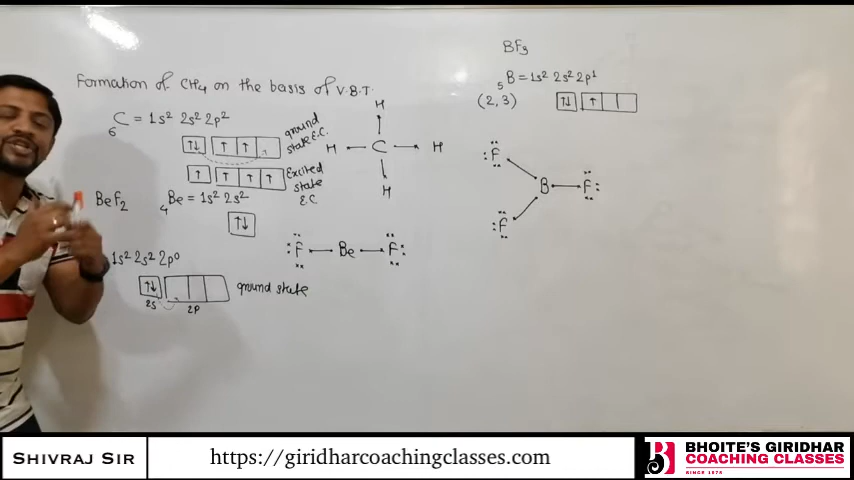 Formation of CH4 on the basis of V.B.T.
6C = 1s² 2s² 2p²
↑↓ ↑ ↑
ground state E.C.
↑ ↑ ↑ ↑
Excited state E.C
H
H — C — H
H
BeF2
4Be = 1s² 2s²
↑↓
1s² 2s² 2p⁰
↑↓
2s 2p
ground state
F — Be — F
BF3
5B = 1s² 2s² 2p¹
(2, 3)
↑↓ ↑
F
B — F
F
SHIVRAJ SIR
https://giridharcoachingclasses.com
B
BHOITE'S GIRIDHAR
COACHING CLASSES
SINCE 1975